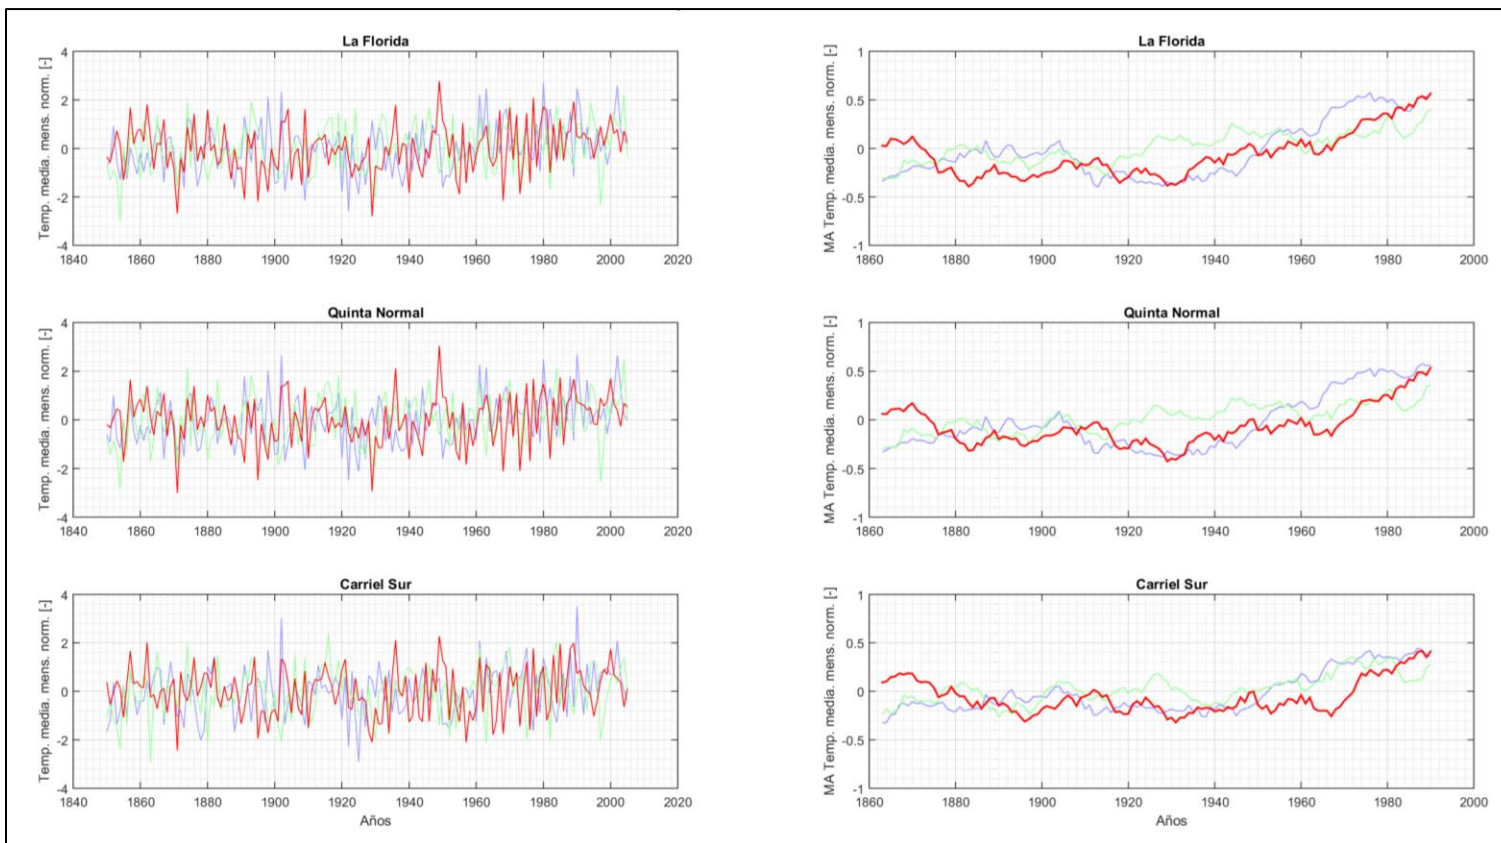 La Florida
Temp. media. mens. norm. [-]
4
2
0
-2
-4
1840 1860 1880 1900 1920 1940 1960 1980 2000 2020
La Florida
MA Temp. media. mens. norm. [-]
1
0.5
0
-0.5
-1
1860 1880 1900 1920 1940 1960 1980 2000
Quinta Normal
Temp. media. mens. norm. [-]
4
2
0
-2
-4
1840 1860 1880 1900 1920 1940 1960 1980 2000 2020
Quinta Normal
MA Temp. media. mens. norm. [-]
1
0.5
0
-0.5
-1
1860 1880 1900 1920 1940 1960 1980 2000
Carriel Sur
Temp. media. mens. norm. [-]
4
2
0
-2
-4
1840 1860 1880 1900 1920 1940 1960 1980 2000 2020
Años
Carriel Sur
MA Temp. media. mens. norm. [-]
1
0.5
0
-0.5
-1
1860 1880 1900 1920 1940 1960 1980 2000
Años